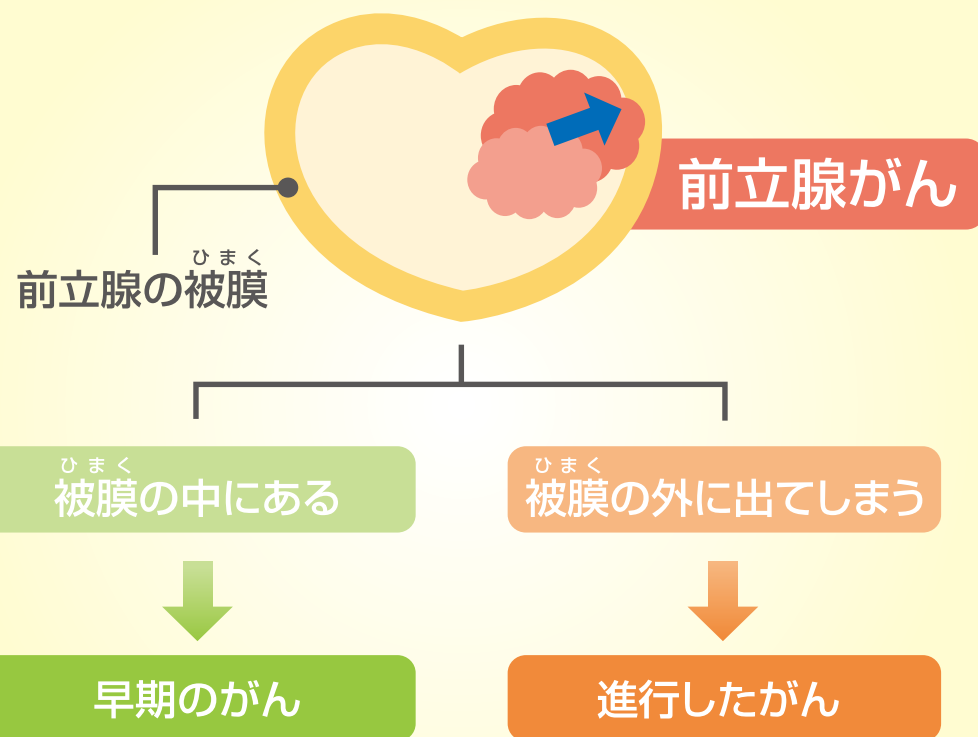 前立腺がん
ひまく
前立腺の被膜
ひまく
被膜の中にある
ひまく
被膜の外に出てしまう
早期のがん
進行したがん